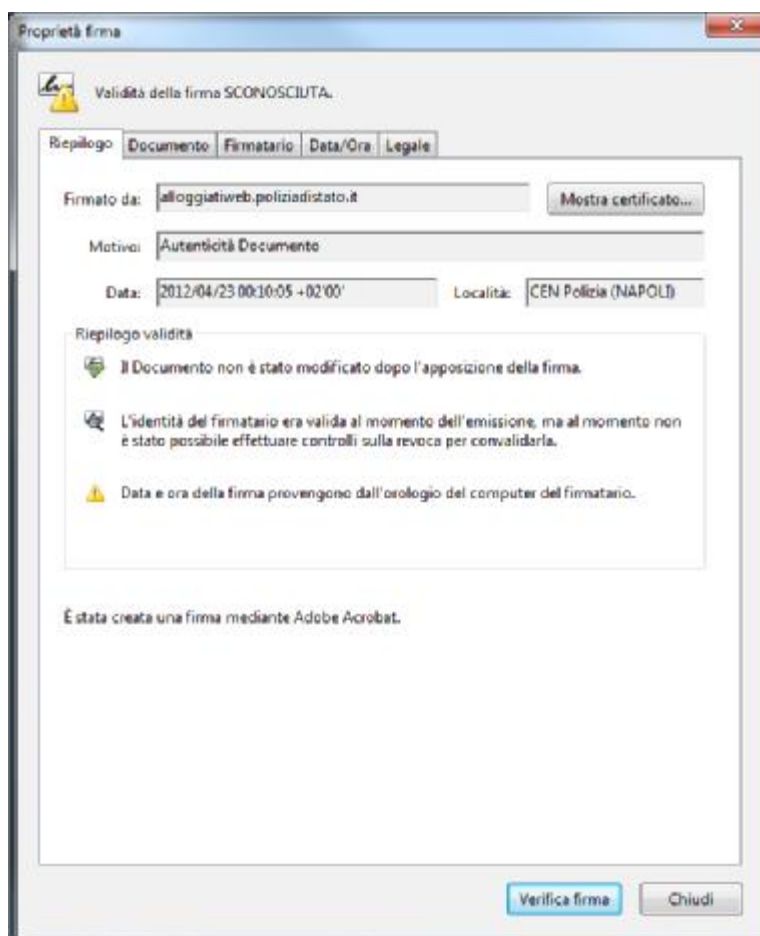 Proprietà firma
Validità della firma SCONOSCIUTA.
Riepilogo Documento Firmatario Data/Ora Legale
Firmato da: alloggiatiweb.poliziadistato.it Mostra certificato...
Motivo: Autenticità Documento
Data: 2012/04/23 00:10:05 +02'00' Località: CEN Polizia (NAPOLI)
Riepilogo validità
Il Documento non è stato modificato dopo l'apposizione della firma.
L'identità del firmatario era valida al momento dell'emissione, ma al momento non
è stato possibile effettuare controlli sulla revoca per convalidarla.
Data e ora della firma provengono dall'orologio del computer del firmatario.
È stata creata una firma mediante Adobe Acrobat.
Verifica firma Chiudi